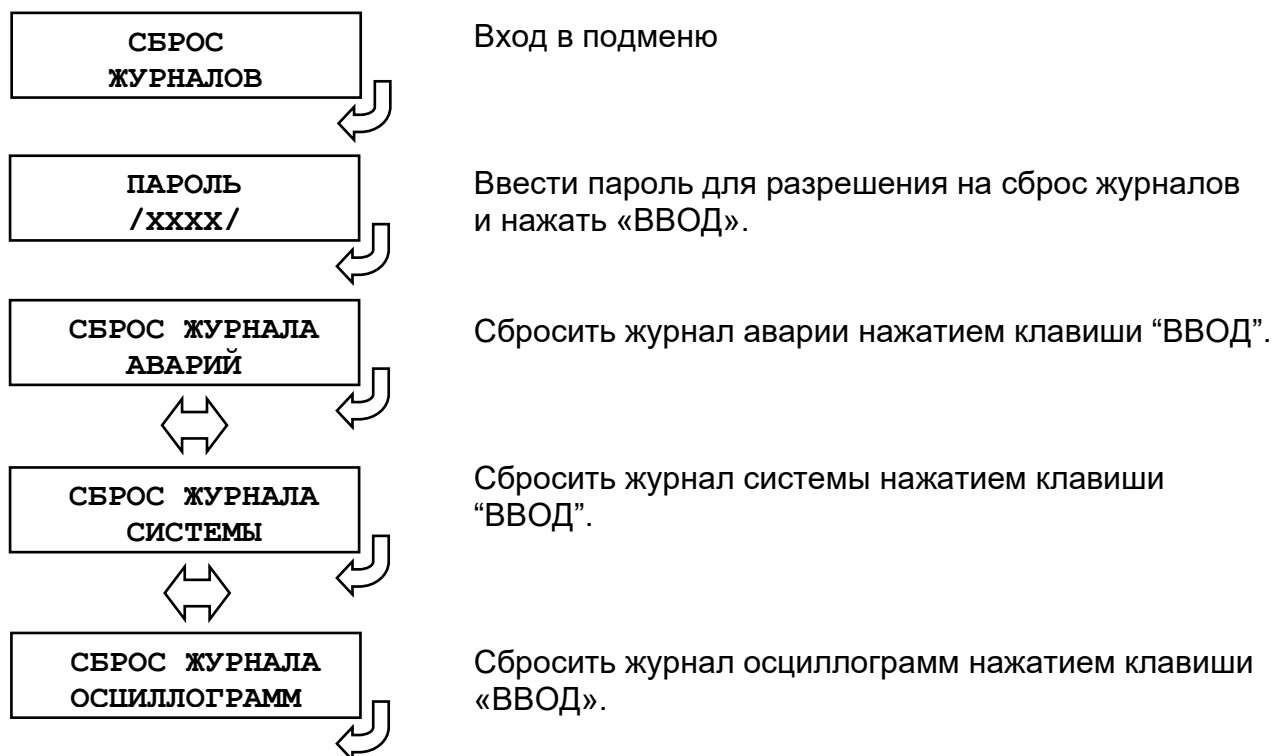 СБРОС
ЖУРНАЛОВ
Вход в подменю
ПАРОЛЬ
/XXXX/
Ввести пароль для разрешения на сброс журналов
и нажать «ВВОД».
СБРОС ЖУРНАЛА
АВАРИЙ
Сбросить журнал аварии нажатием клавиши “ВВОД”.
СБРОС ЖУРНАЛА
СИСТЕМЫ
Сбросить журнал системы нажатием клавиши
“ВВОД”.
СБРОС ЖУРНАЛА
ОСЦИЛЛОГРАММ
Сбросить журнал осциллограмм нажатием клавиши
«ВВОД».